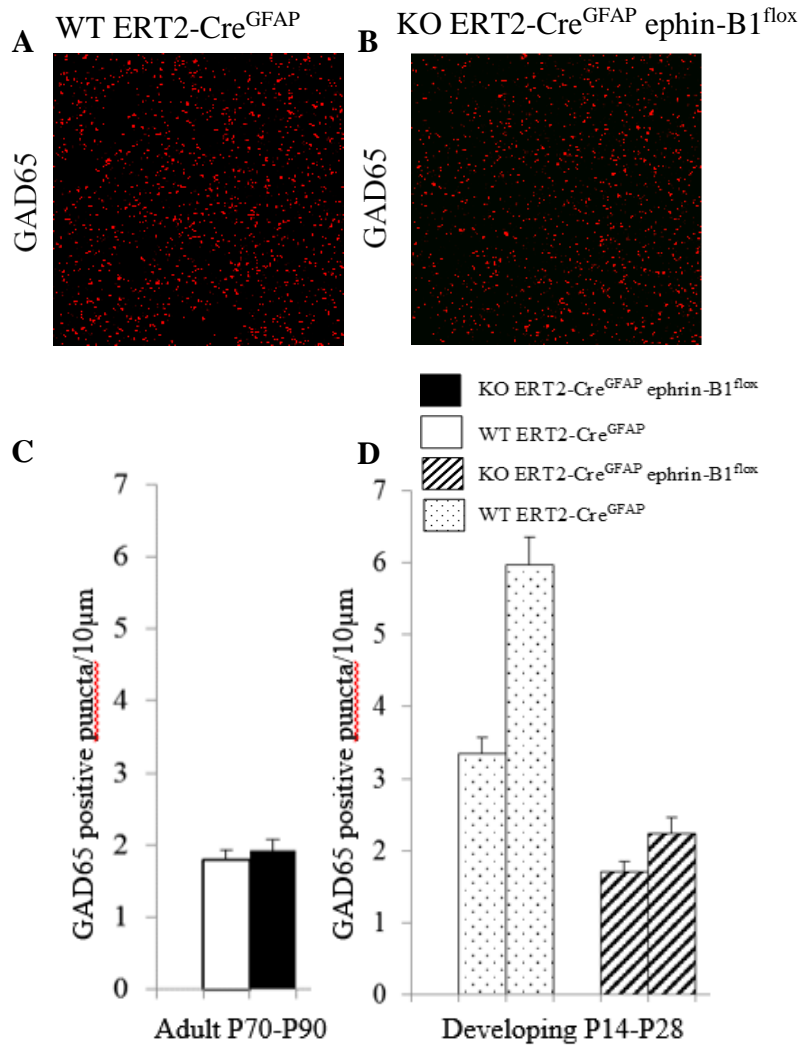 A WT ERT2-Cre^GFAP
B KO ERT2-Cre^GFAP ephin-B1^flox
GAD65
GAD65
KO ERT2-Cre^GFAP ephrin-B1^flox
WT ERT2-Cre^GFAP
KO ERT2-Cre^GFAP ephrin-B1^flox
WT ERT2-Cre^GFAP
C
GAD65 positive puncta/10μm
7
6
5
4
3
2
1
0
Adult P70-P90
D
GAD65 positive puncta/10μm
7
6
5
4
3
2
1
0
Developing P14-P28